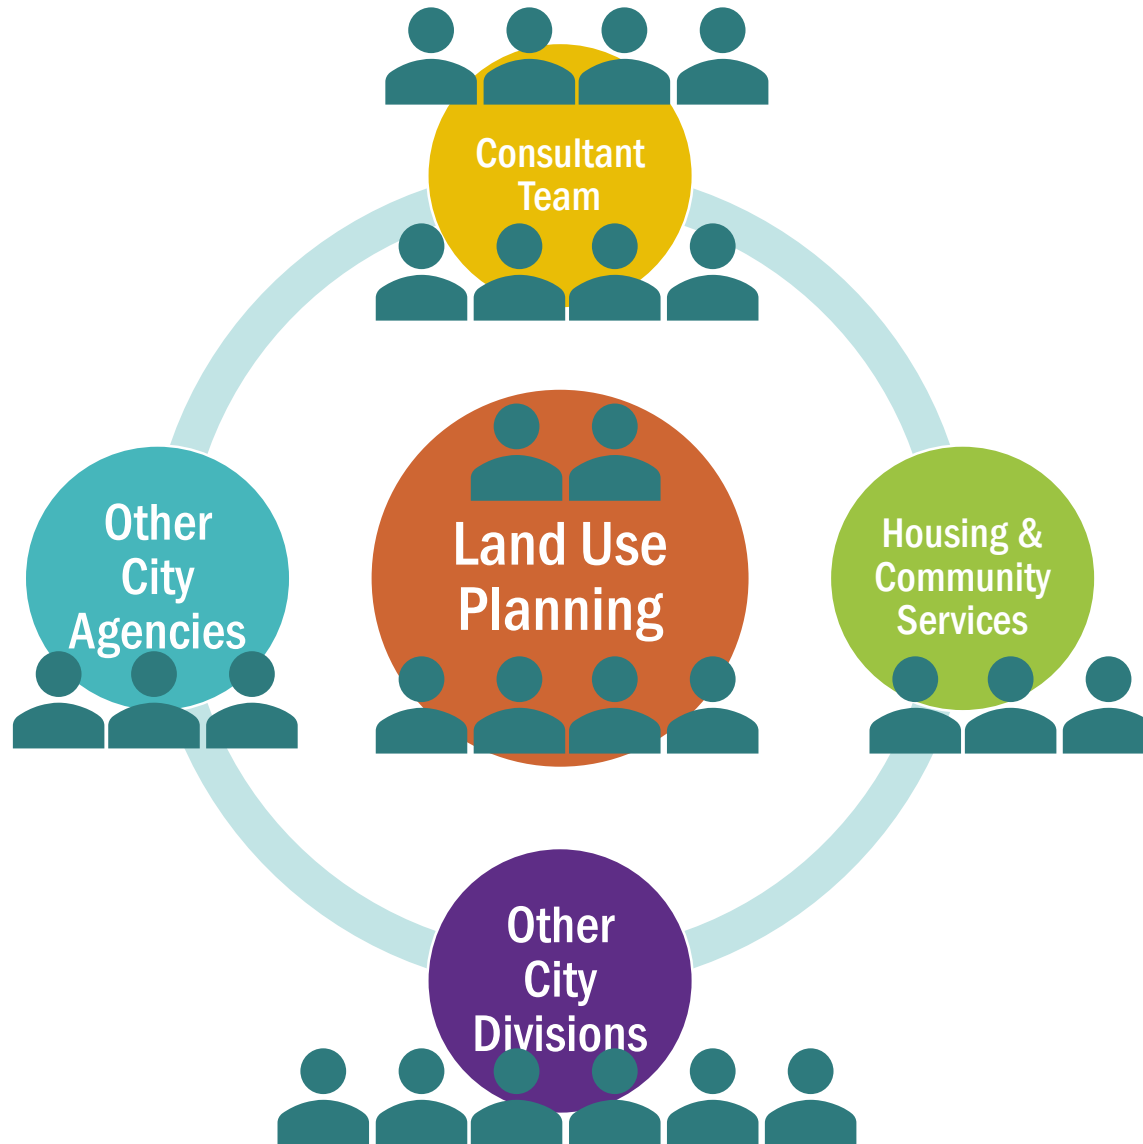 Consultant
Team
Other
City
Agencies
Land Use
Planning
Housing &
Community
Services
Other
City
Divisions